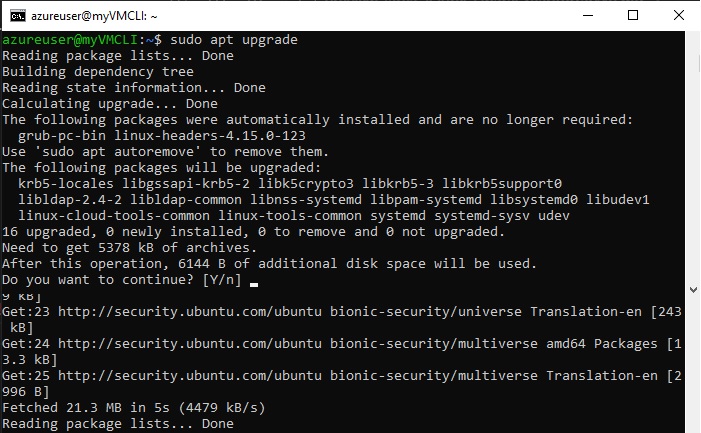 azureuser@myVMCLI: ~
azureuser@myVMCLI:~$ sudo apt upgrade
Reading package lists... Done
Building dependency tree
Reading state information... Done
Calculating upgrade... Done
The following packages were automatically installed and are no longer required:
  grub-pc-bin linux-headers-4.15.0-123
Use 'sudo apt autoremove' to remove them.
The following packages will be upgraded:
  krb5-locales libgssapi-krb5-2 libk5crypto3 libkrb5-3 libkrb5support0
  libldap-2.4-2 libldap-common libnss-systemd libpam-systemd libsystemd0 libudev1
  linux-cloud-tools-common linux-tools-common systemd systemd-sysv udev
16 upgraded, 0 newly installed, 0 to remove and 0 not upgraded.
Need to get 5378 kB of archives.
After this operation, 6144 B of additional disk space will be used.
Do you want to continue? [Y/n]
9 kB]
Get:23 http://security.ubuntu.com/ubuntu bionic-security/universe Translation-en [243
 kB]
Get:24 http://security.ubuntu.com/ubuntu bionic-security/multiverse amd64 Packages [1
3.3 kB]
Get:25 http://security.ubuntu.com/ubuntu bionic-security/multiverse Translation-en [2
996 B]
Fetched 21.3 MB in 5s (4479 kB/s)
Reading package lists... Done